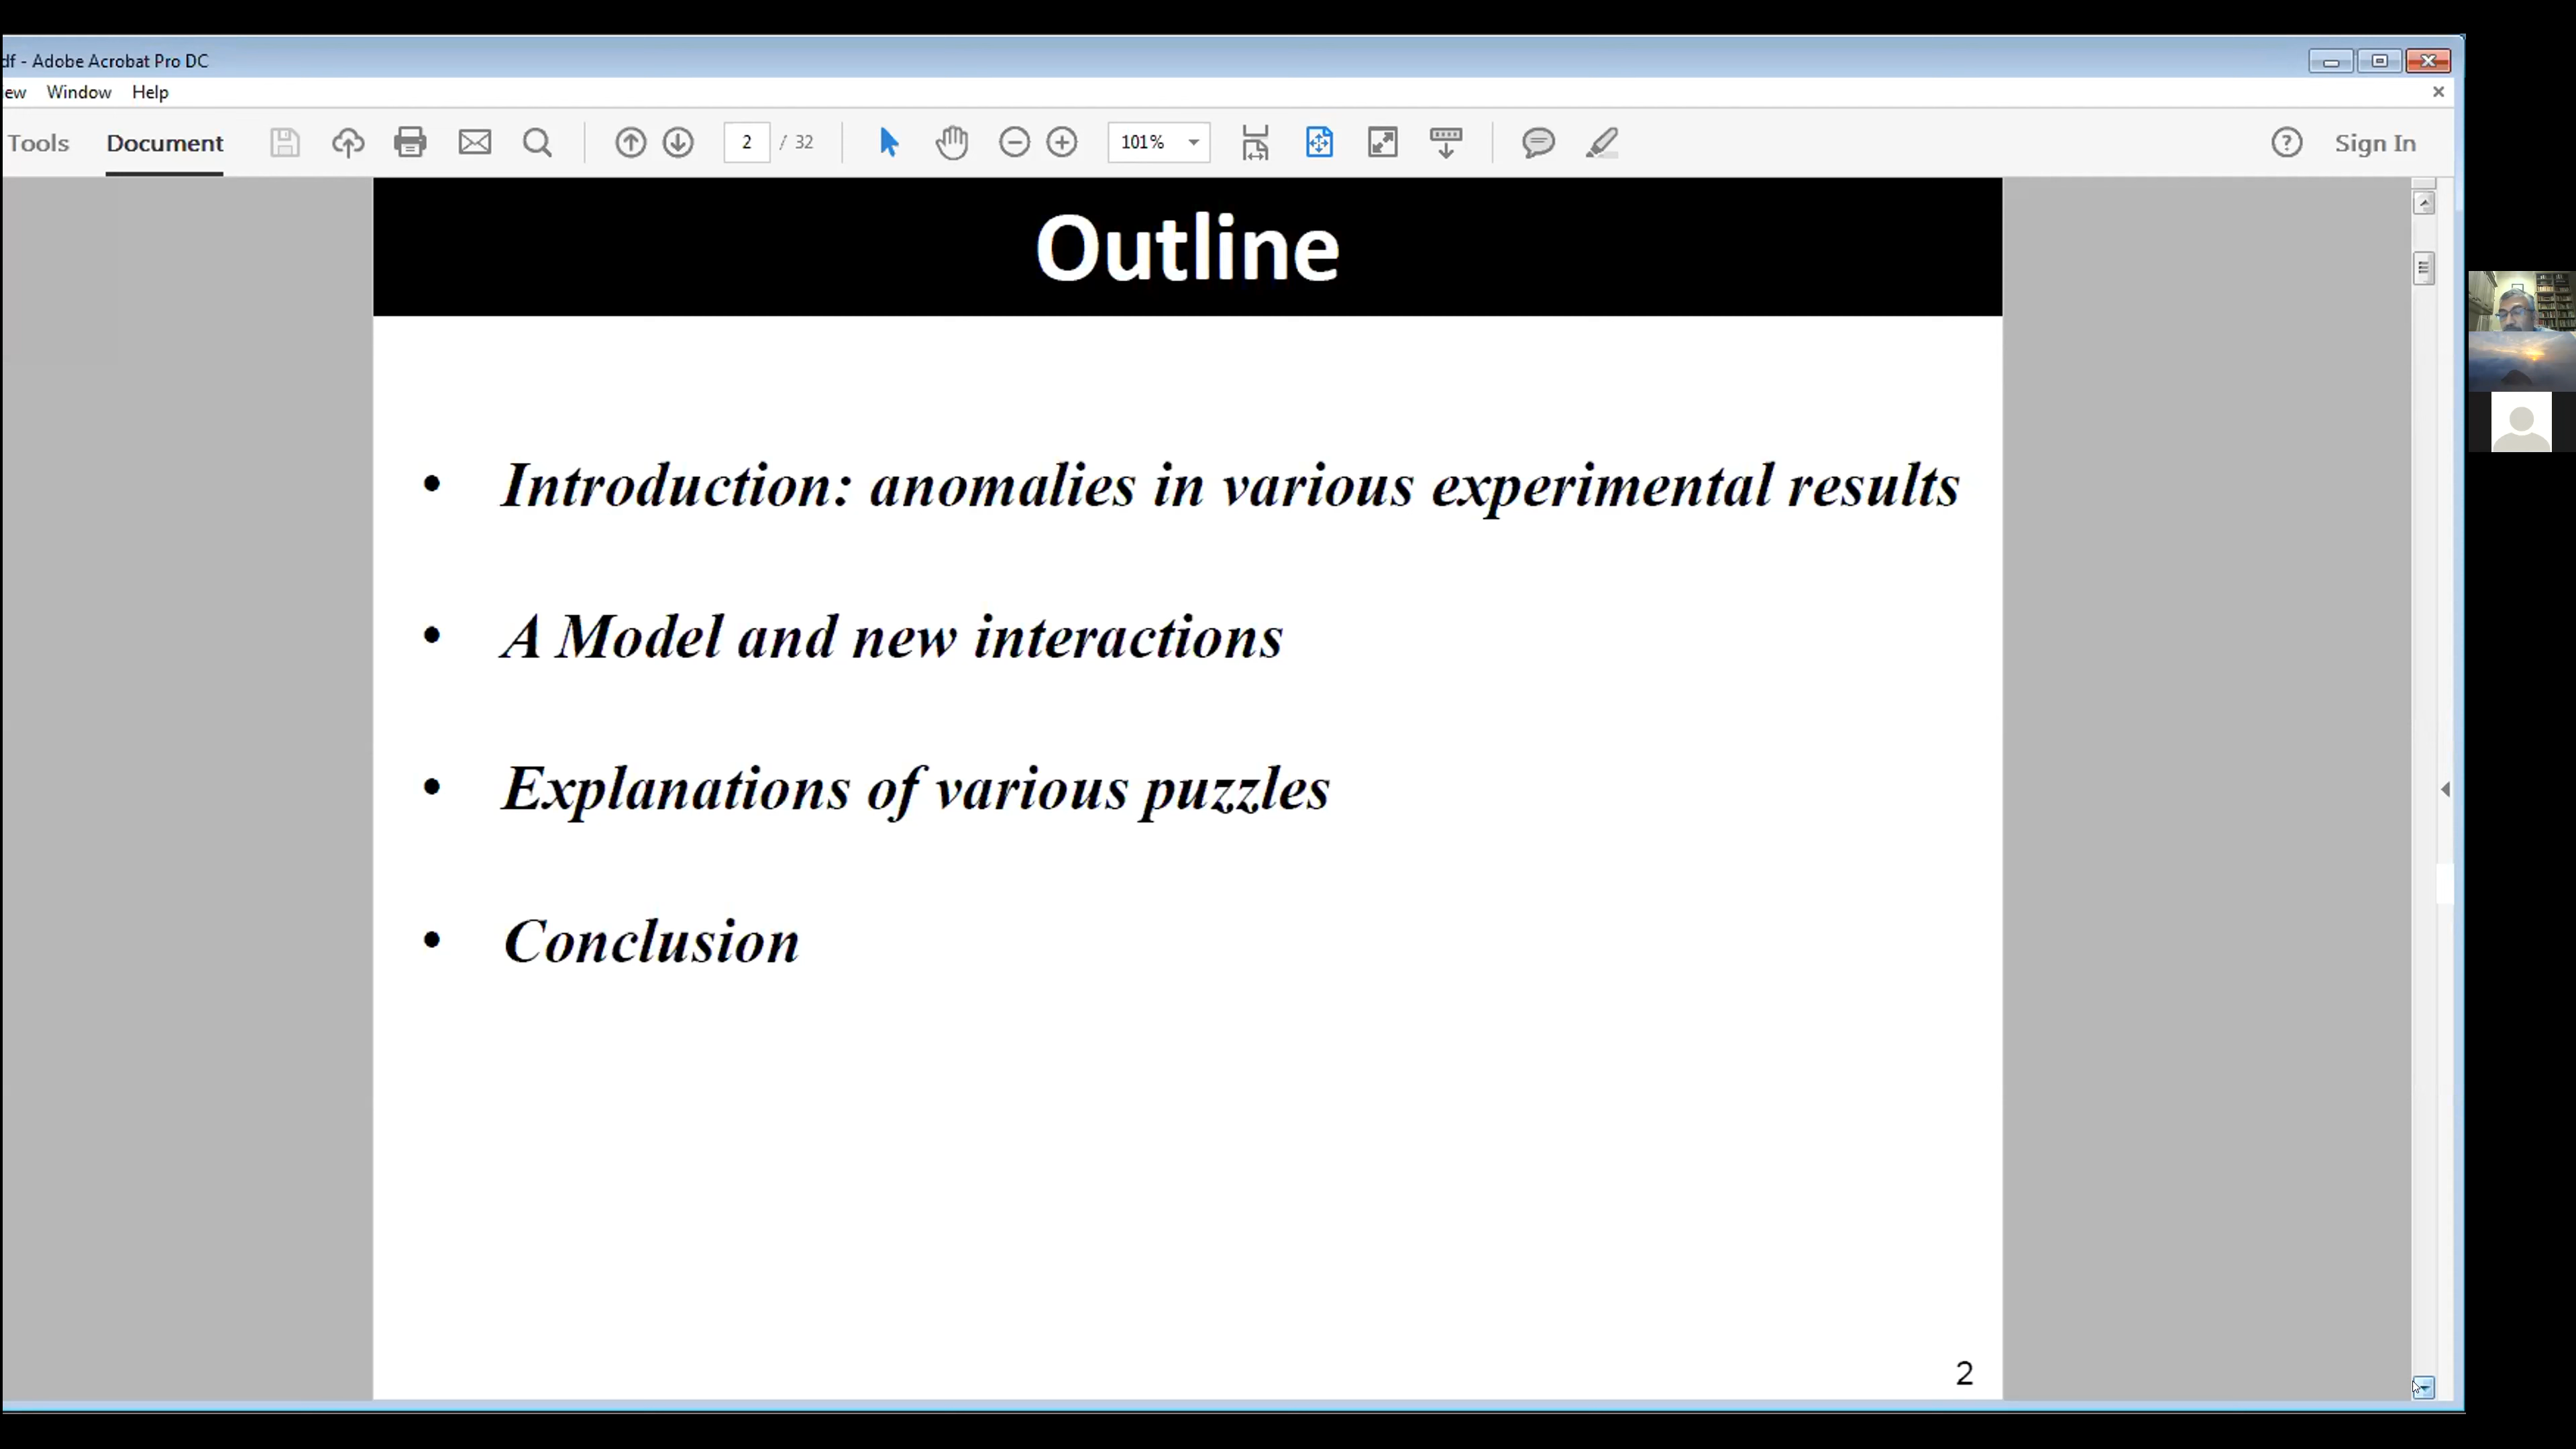 df - Adobe Acrobat Pro DC
ew Window Help
Tools Document 2 / 32 101% Sign In
Outline
• Introduction: anomalies in various experimental results
• A Model and new interactions
• Explanations of various puzzles
• Conclusion
2